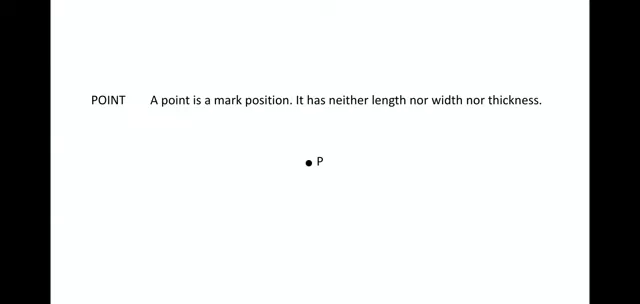 POINT A point is a mark position. It has neither length nor width nor thickness.
P